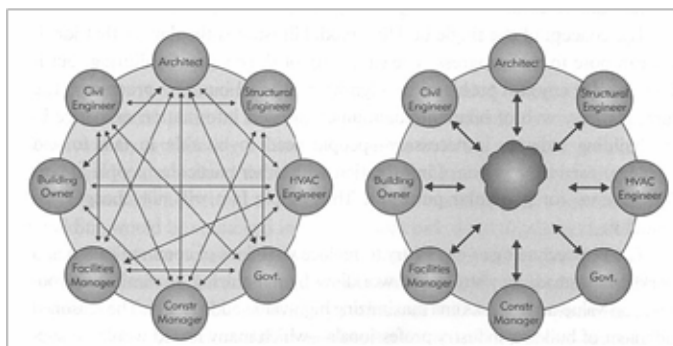 Architect
Civil
Engineer
Structural
Engineer
Building
Owner
HVAC
Engineer
Facilities
Manager
Govt.
Constr
Manager
Architect
Civil
Engineer
Structural
Engineer
Building
Owner
HVAC
Engineer
Facilities
Manager
Govt.
Constr
Manager